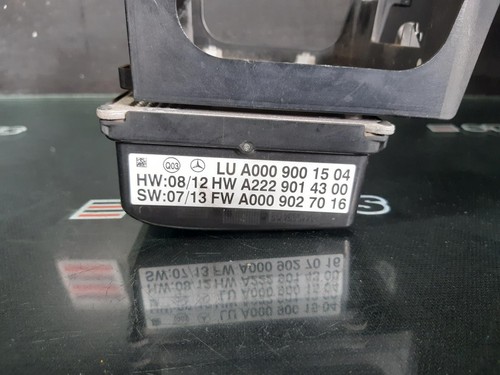 Q03 LU A000 900 15 04
HW:08/12 HW A222 901 43 00
SW:07/13 FW A000 902 70 16